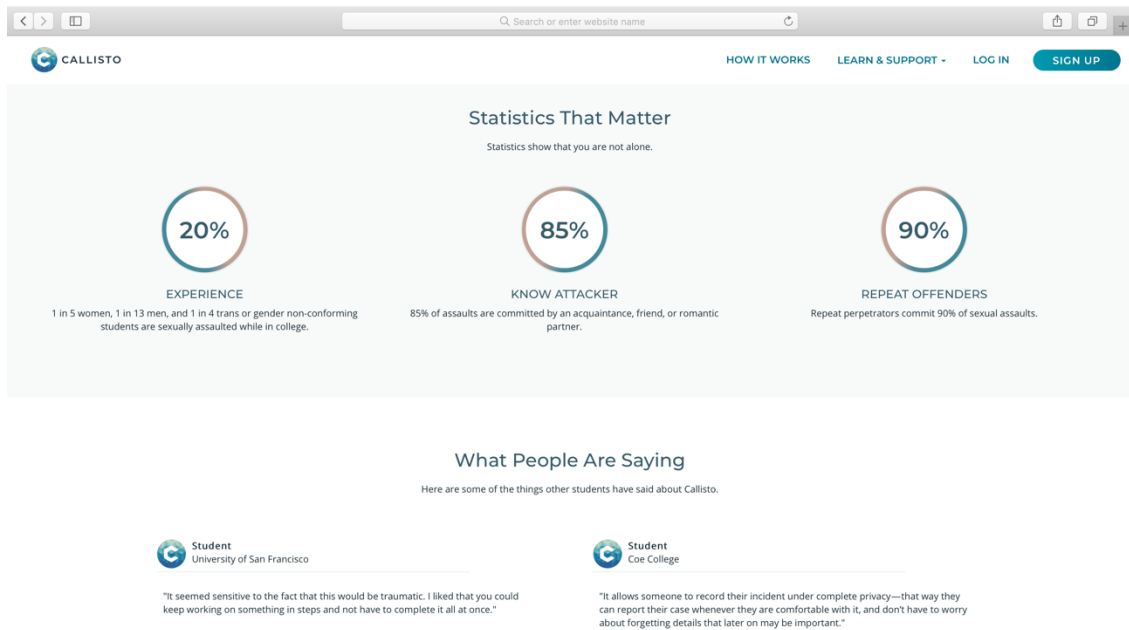 Search or enter website name
CALLISTO
HOW IT WORKS
LEARN & SUPPORT
LOG IN
SIGN UP
Statistics That Matter
Statistics show that you are not alone.
20%
85%
90%
EXPERIENCE
1 in 5 women, 1 in 13 men, and 1 in 4 trans or gender non-conforming
students are sexually assaulted while in college.
KNOW ATTACKER
85% of assaults are committed by an acquaintance, friend, or romantic
partner.
REPEAT OFFENDERS
Repeat perpetrators commit 90% of sexual assaults.
What People Are Saying
Here are some of the things other students have said about Callisto.
Student
University of San Francisco
"It seemed sensitive to the fact that this would be traumatic. I liked that you could
keep working on something in steps and not have to complete it all at once."
Student
Coe College
"It allows someone to record their incident under complete privacy—that way they
can report their case whenever they are comfortable with it, and don't have to worry
about forgetting details that later on may be important."